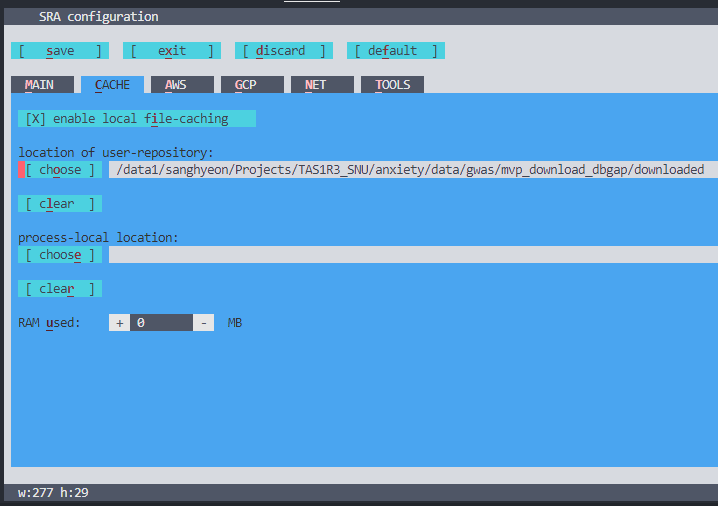 SRA configuration
[ save ] [ exit ] [ discard ] [ default ]
MAIN CACHE AWS GCP NET TOOLS
[X] enable local file-caching
location of user-repository:
[ choose ] /data1/sanghyeon/Projects/TAS1R3_SNU/anxiety/data/gwas/mvp_download_dbgap/downloaded
[ clear ]
process-local location:
[ choose ]
[ clear ]
RAM used: + 0 - MB
w:277 h:29